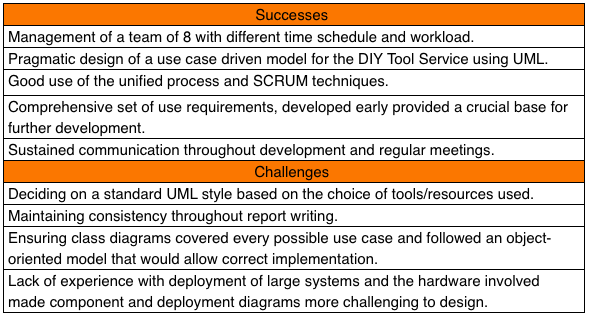 Successes
Management of a team of 8 with different time schedule and workload.
Pragmatic design of a use case driven model for the DIY Tool Service using UML.
Good use of the unified process and SCRUM techniques.
Comprehensive set of use requirements, developed early provided a crucial base for
further development.
Sustained communication throughout development and regular meetings.
Challenges
Deciding on a standard UML style based on the choice of tools/resources used.
Maintaining consistency throughout report writing.
Ensuring class diagrams covered every possible use case and followed an object-
oriented model that would allow correct implementation.
Lack of experience with deployment of large systems and the hardware involved
made component and deployment diagrams more challenging to design.